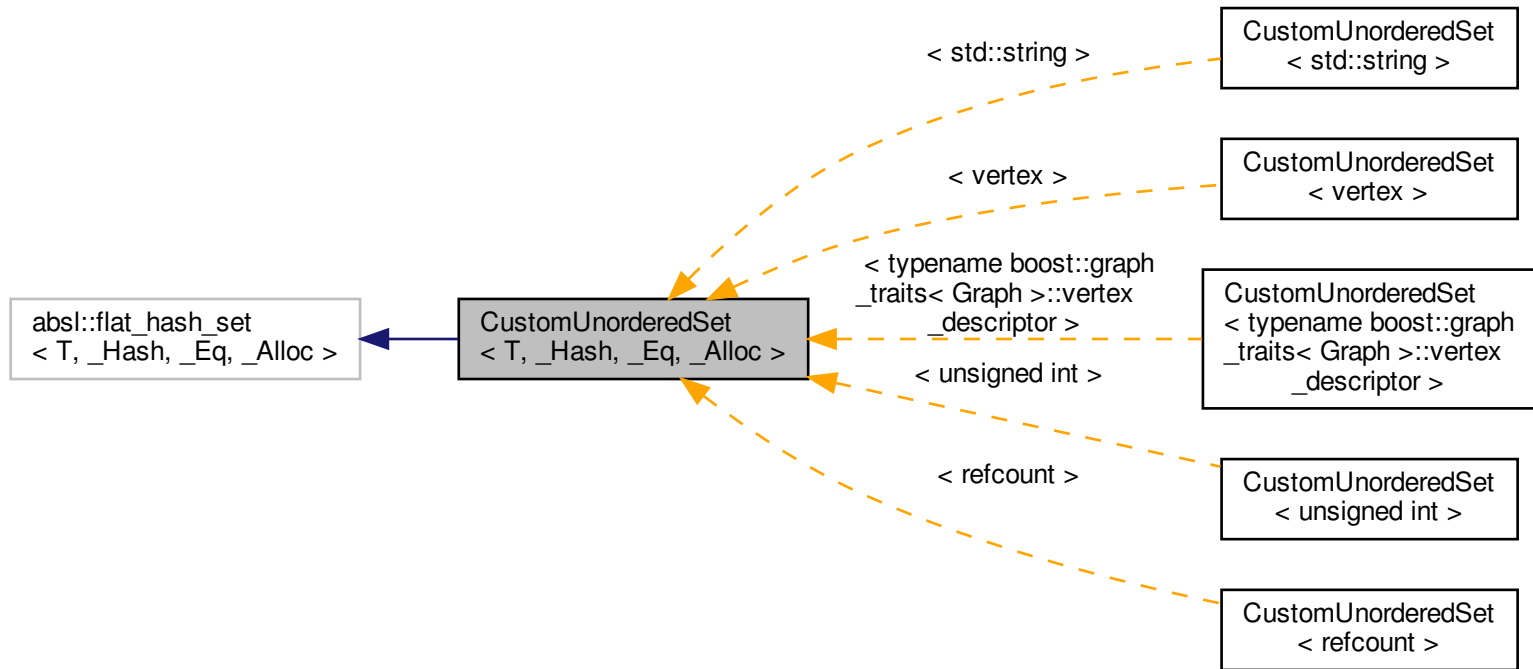 absl::flat_hash_set
< T, _Hash, _Eq, _Alloc >
CustomUnorderedSet
< T, _Hash, _Eq, _Alloc >
< std::string >
< vertex >
< typename boost::graph
_traits< Graph >::vertex
_descriptor >
< unsigned int >
< refcount >
CustomUnorderedSet
< std::string >
CustomUnorderedSet
< vertex >
CustomUnorderedSet
< typename boost::graph
_traits< Graph >::vertex
_descriptor >
CustomUnorderedSet
< unsigned int >
CustomUnorderedSet
< refcount >